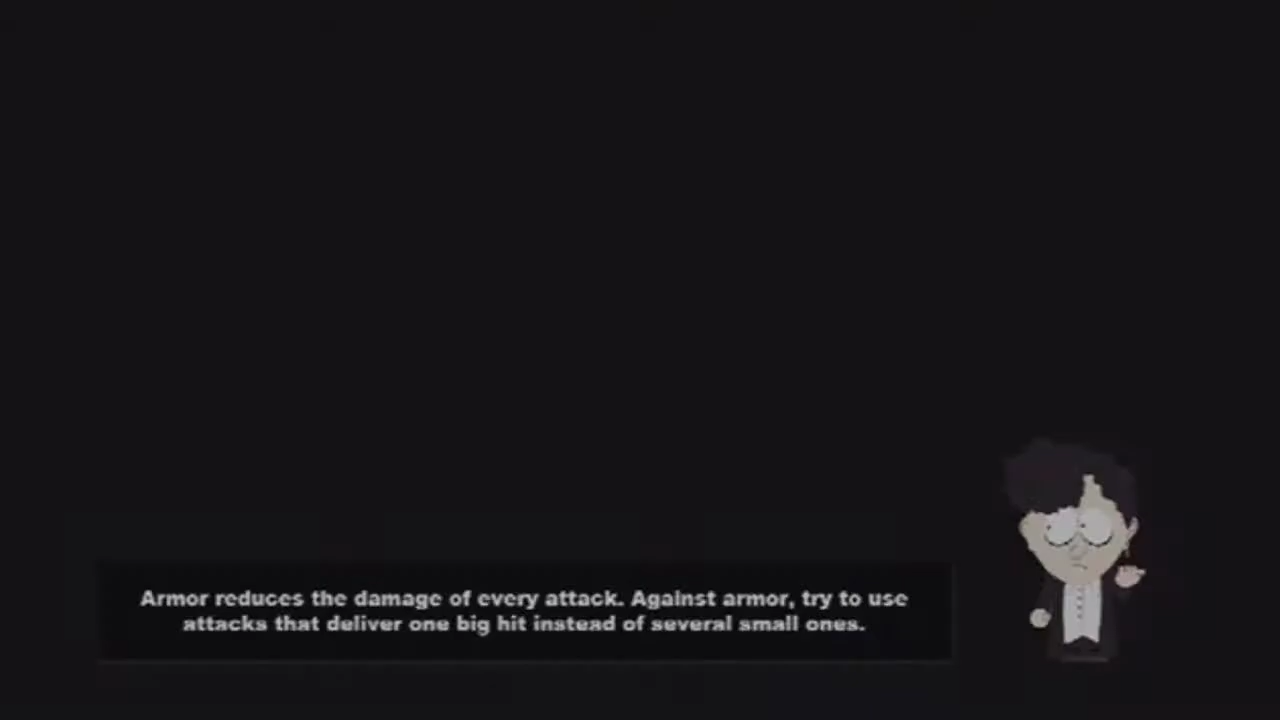 Armor reduces the damage of every attack. Against armor, try to use
attacks that deliver one big hit instead of several small ones.